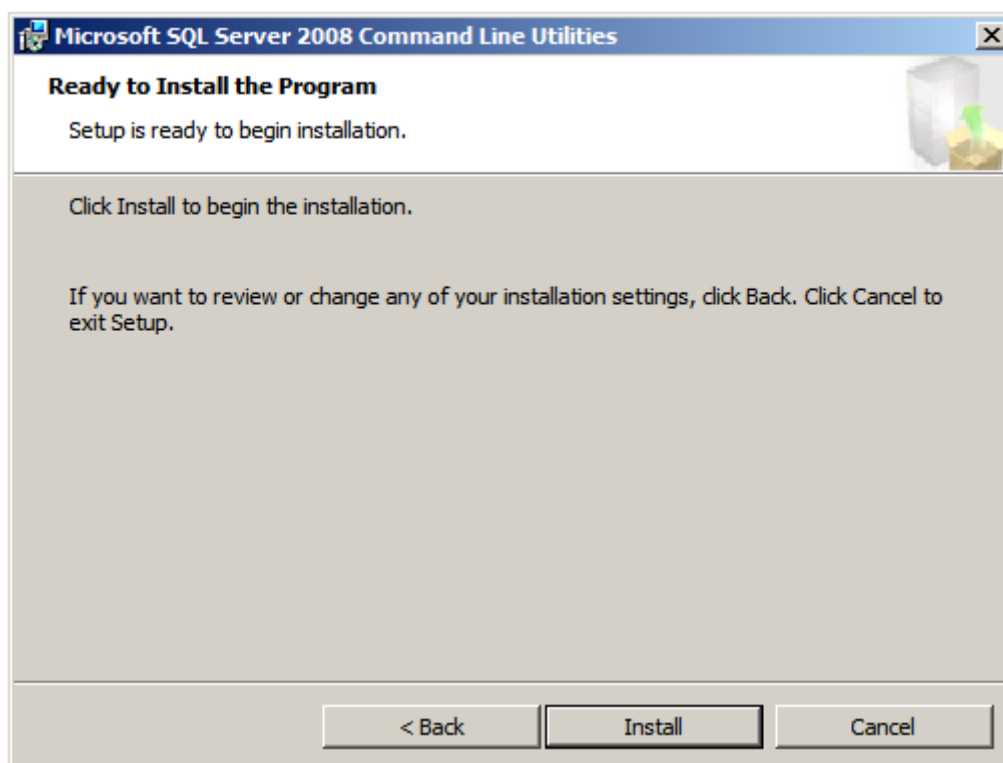 Microsoft SQL Server 2008 Command Line Utilities
Ready to Install the Program
Setup is ready to begin installation.
Click Install to begin the installation.
If you want to review or change any of your installation settings, click Back. Click Cancel to
exit Setup.
< Back Install Cancel